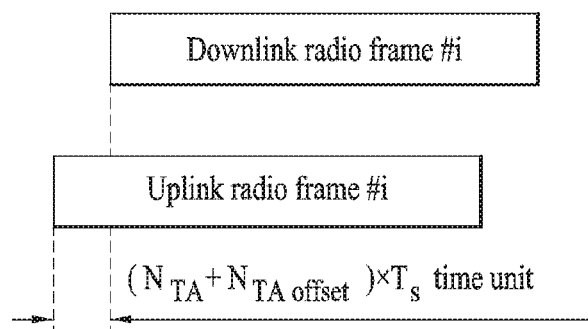 Downlink radio frame #i
Uplink radio frame #i
(N_TA+N_TA offset)×T_s time unit